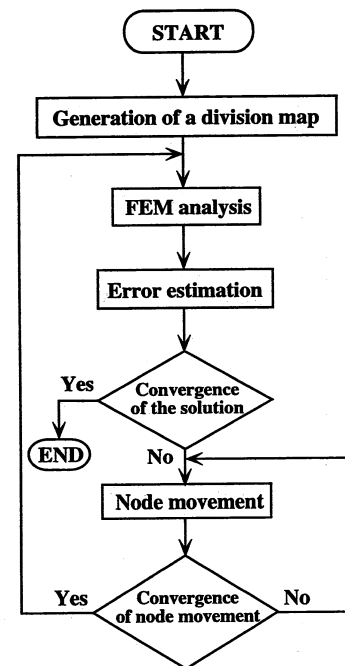 START
Generation of a division map
FEM analysis
Error estimation
Yes
Convergence
of the solution
END
No
Node movement
Yes
Convergence
of node movement
No